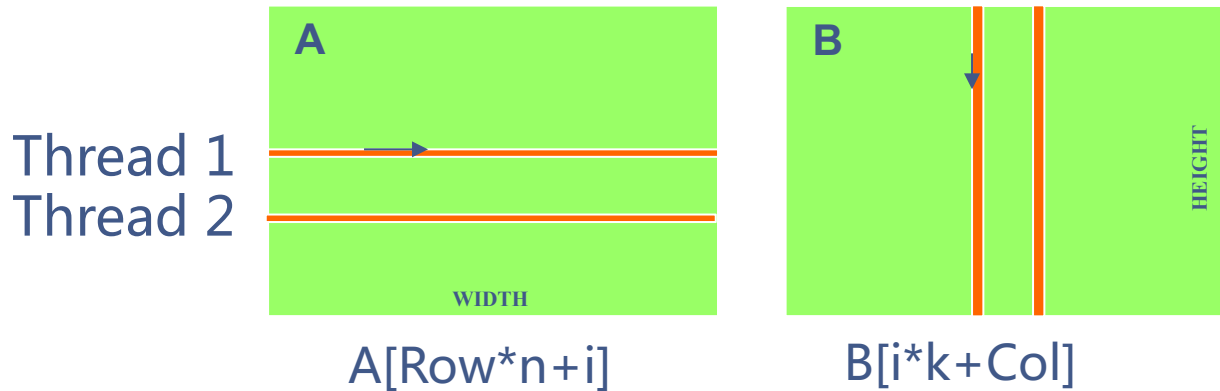 A
B
Thread 1
Thread 2
HEIGHT
WIDTH
A[Row*n+i]
B[i*k+Col]